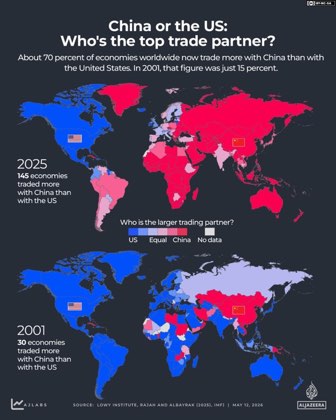 China or the US:
Who's the top trade partner?
About 70 percent of economies worldwide now trade more with China than with
the United States. In 2001, that figure was just 15 percent.
2025
145 economies
traded more
with China than
with the US
Who is the larger trading partner?
US Equal China No data
2001
30 economies
traded more
with China than
with the US
AJLABS
SOURCE: LOWY INSTITUTE, RAJAH AND ALBAYRAK (2025), IMF) | MAY 12, 2026
ALJAZEERA